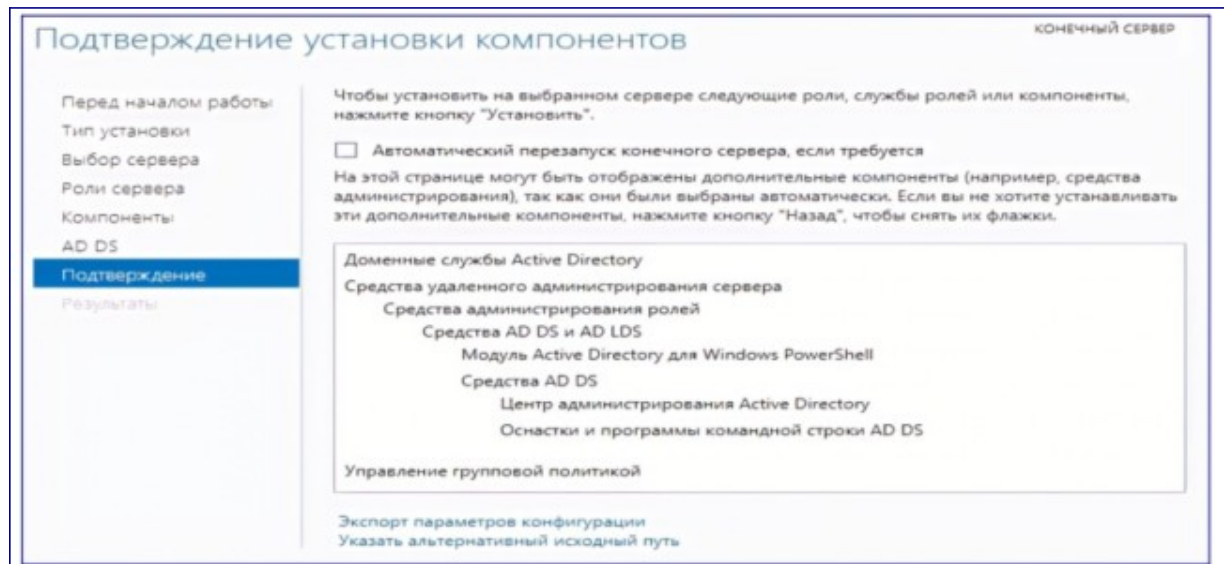 Подтверждение установки компонентов
КОНЕЧНЫЙ СЕРВЕР
Перед началом работы
Тип установки
Выбор сервера
Роли сервера
Компоненты
AD DS
Подтверждение
Результаты
Чтобы установить на выбранном сервере следующие роли, службы ролей или компоненты,
нажмите кнопку "Установить".
Автоматический перезапуск конечного сервера, если требуется
На этой странице могут быть отображены дополнительные компоненты (например, средства
администрирования), так как они были выбраны автоматически. Если вы не хотите устанавливать
эти дополнительные компоненты, нажмите кнопку "Назад", чтобы снять их флажки.
Доменные службы Active Directory
Средства удаленного администрирования сервера
Средства администрирования ролей
Средства AD DS и AD LDS
Модуль Active Directory для Windows PowerShell
Средства AD DS
Центр администрирования Active Directory
Оснастки и программы командной строки AD DS
Управление групповой политикой
Экспорт параметров конфигурации
Указать альтернативный исходный путь